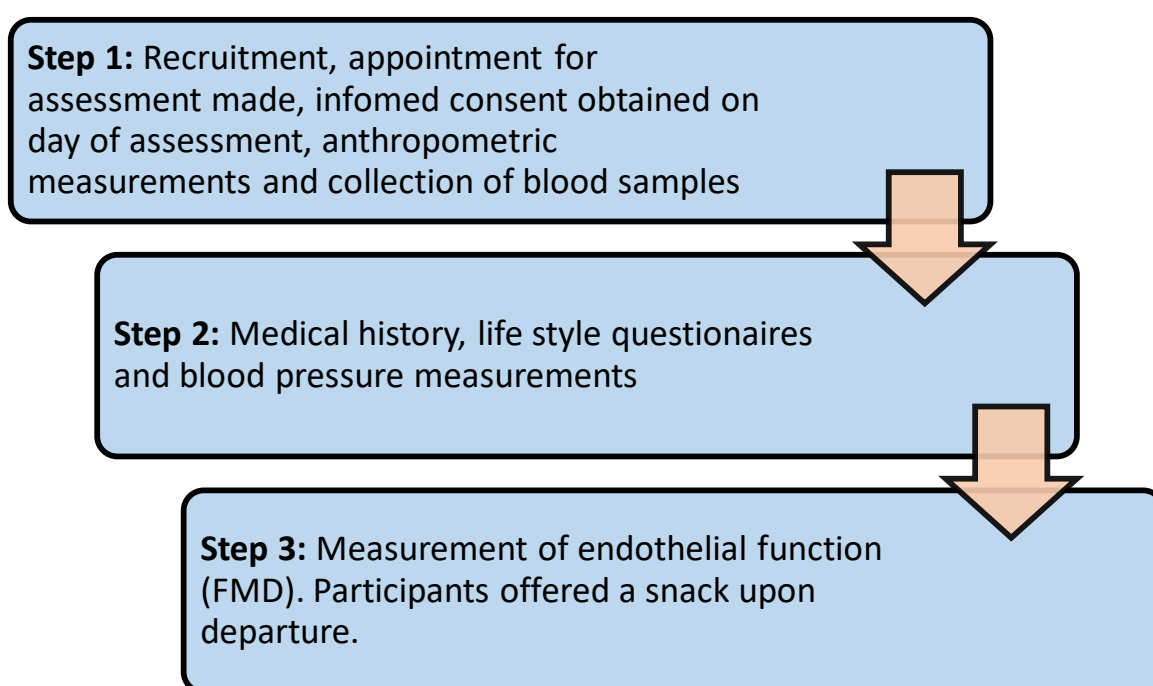 Step 1: Recruitment, appointment for
assessment made, infomed consent obtained on
day of assessment, anthropometric
measurements and collection of blood samples
Step 2: Medical history, life style questionaires
and blood pressure measurements
Step 3: Measurement of endothelial function
(FMD). Participants offered a snack upon
departure.